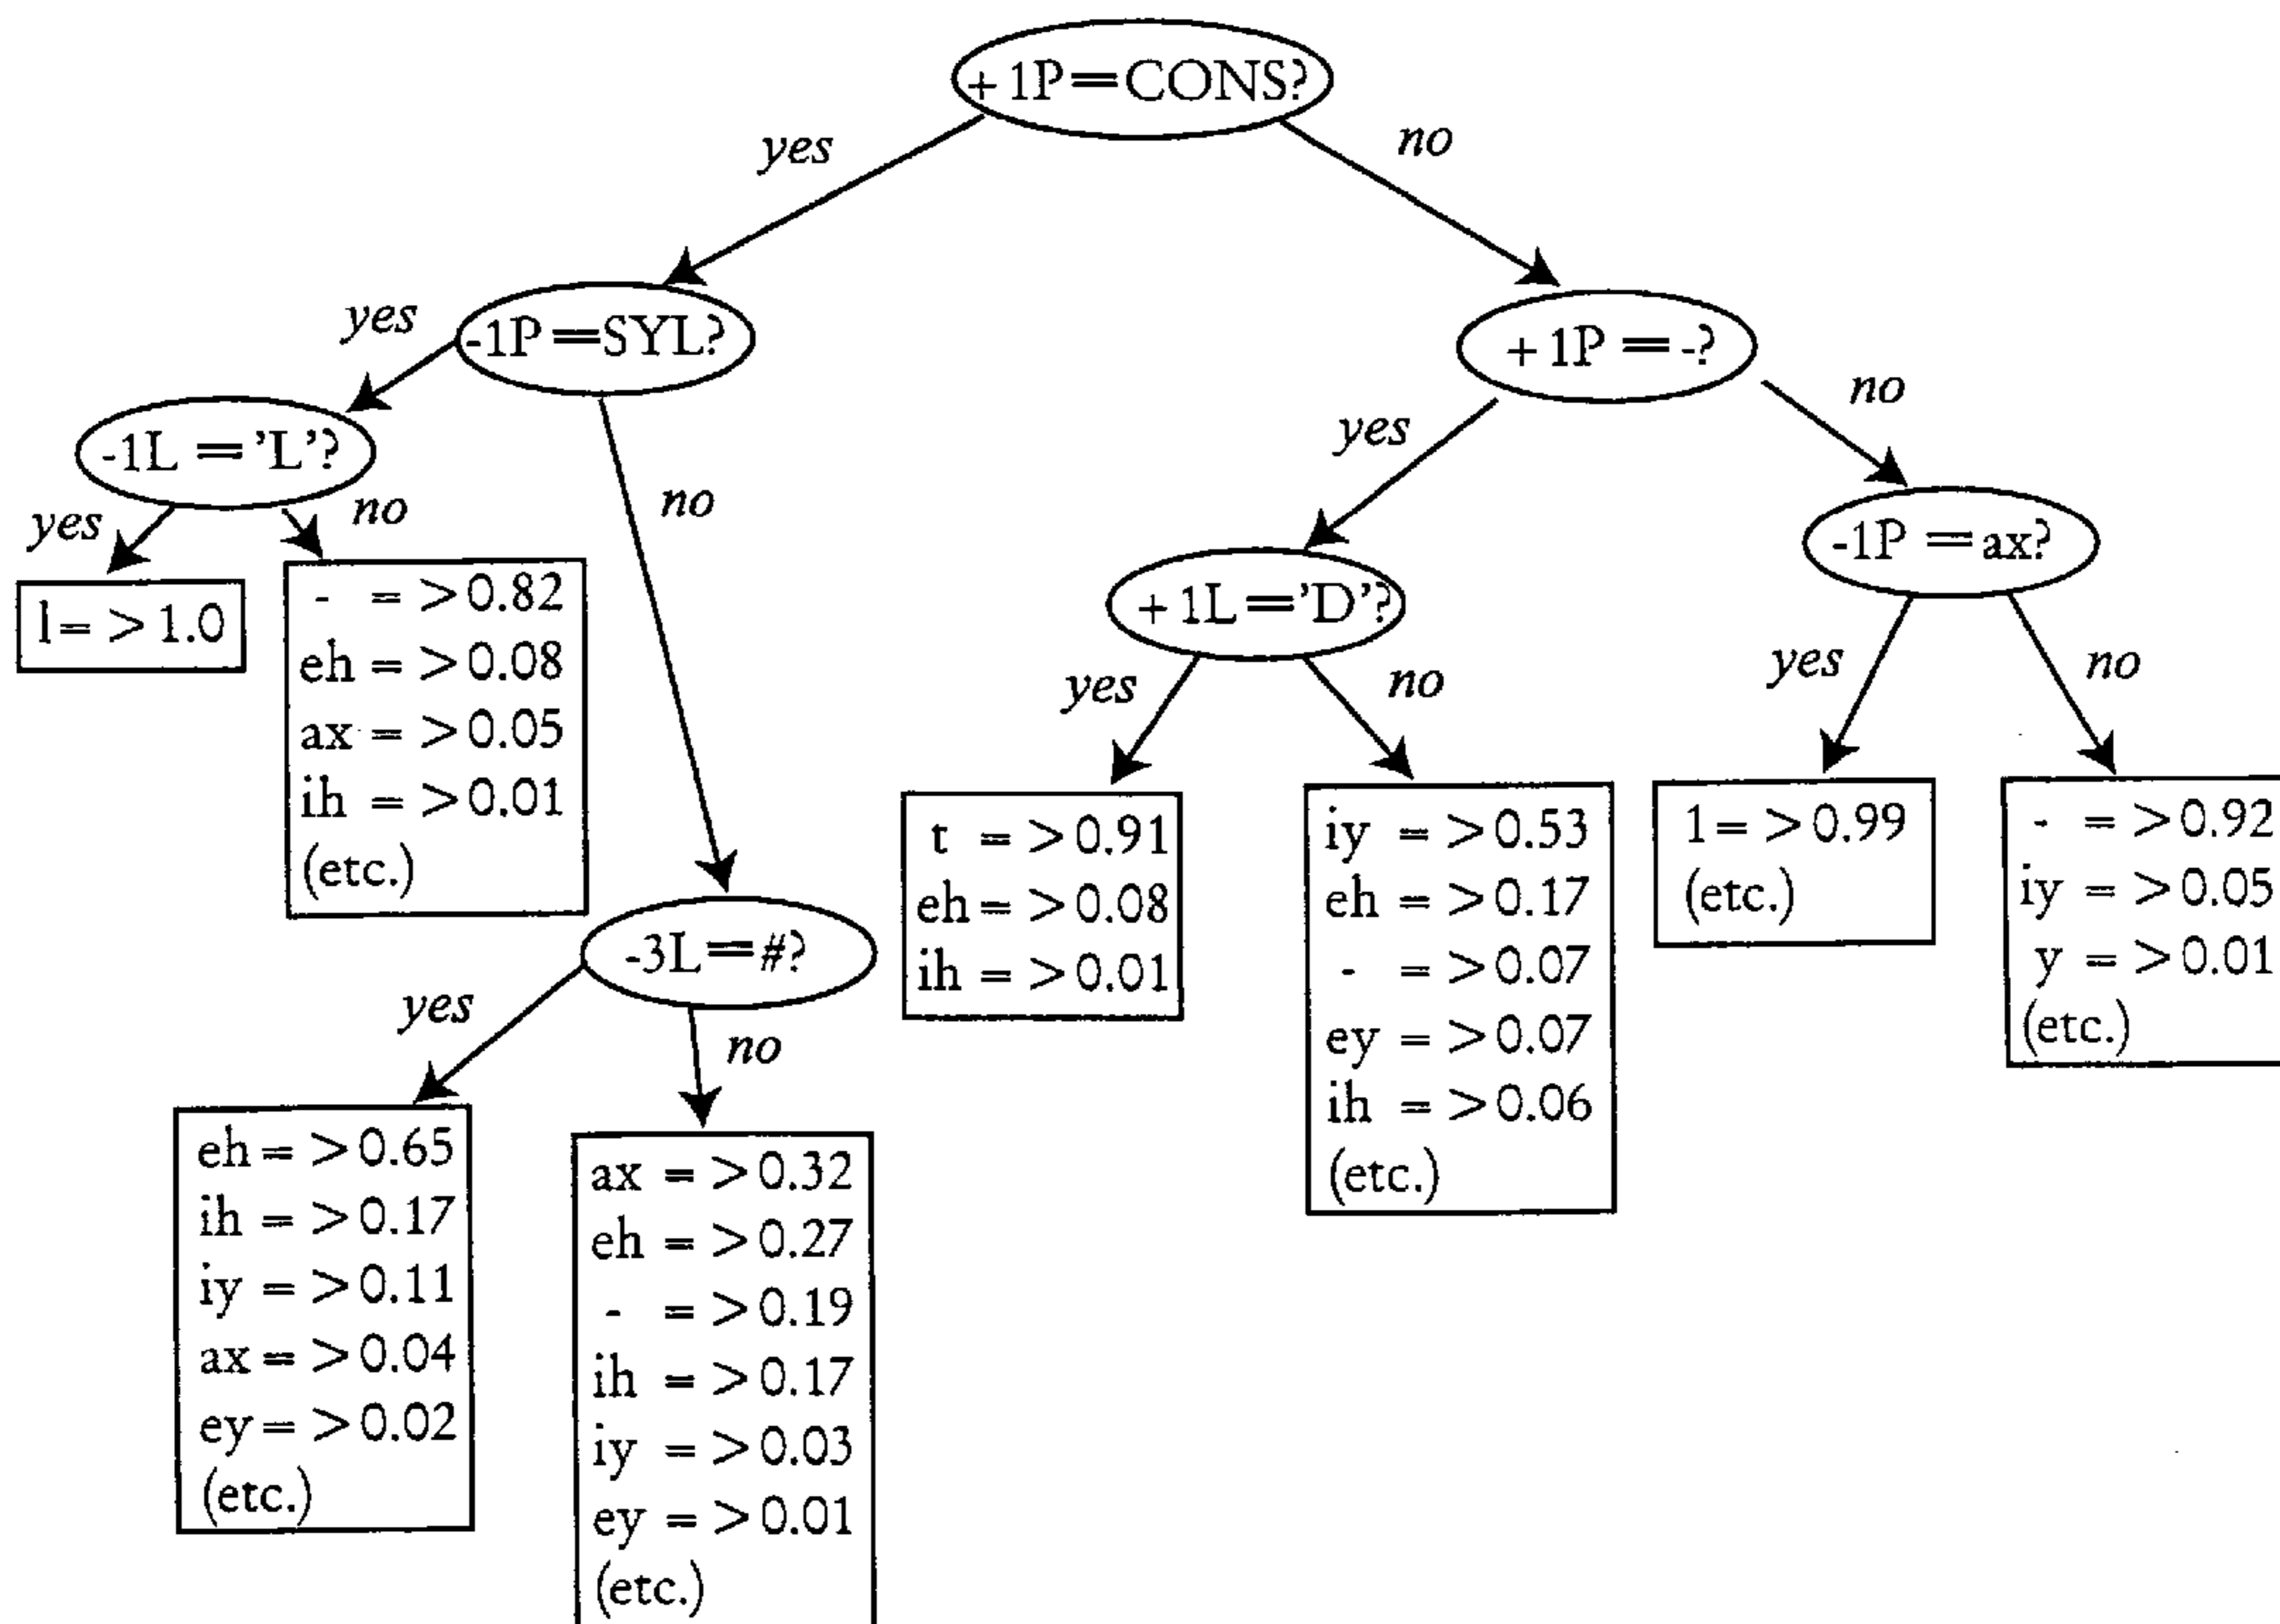 +1P=CONS?
yes
no
-1P=SYL?
+1P=-?
yes
no
yes
no
-1L='L'?
-1P=ax?
yes
no
+1L='D'?
yes
no
l=>1.0
- =>0.82
eh=>0.08
ax=>0.05
ih=>0.01
(etc.)
yes
no
t =>0.91
eh=>0.08
ih=>0.01
iy=>0.53
eh=>0.17
- =>0.07
ey=>0.07
ih=>0.06
(etc.)
1=>0.99
(etc.)
- =>0.92
iy=>0.05
y=>0.01
(etc.)
-3L=#?
yes
no
eh=>0.65
ih=>0.17
iy=>0.11
ax=>0.04
ey=>0.02
(etc.)
ax=>0.32
eh=>0.27
- =>0.19
ih=>0.17
iy=>0.03
ey=>0.01
(etc.)